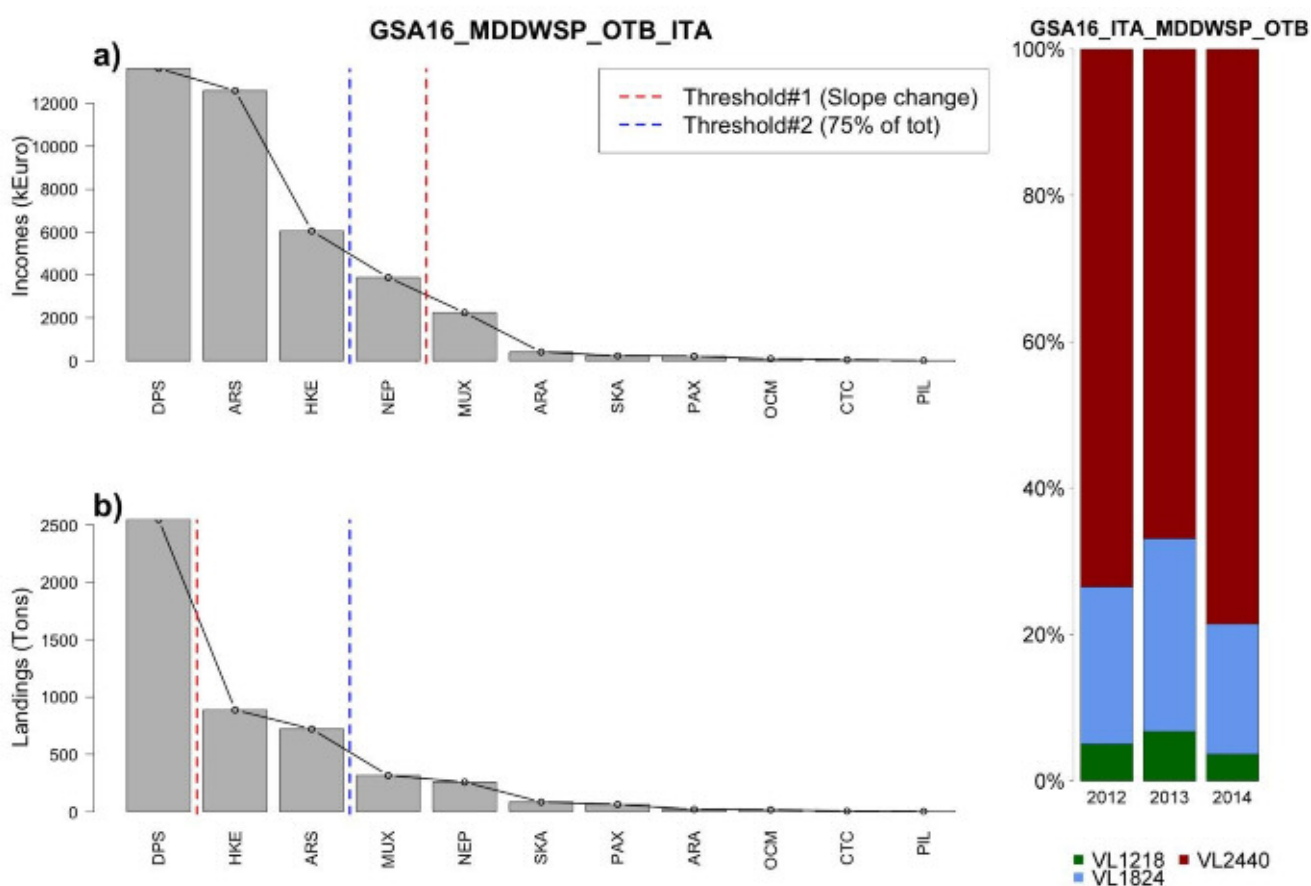 GSA16_MDDWSP_OTB_ITA
a)
Threshold#1 (Slope change)
Threshold#2 (75% of tot)
Incomes (kEuro)
12000
10000
8000
6000
4000
2000
0
DPS ARS HKE NEP MUX ARA SKA PAX OCM CTC PIL
b)
Landings (Tons)
2500
2000
1500
1000
500
0
DPS HKE ARS MUX NEP SKA PAX ARA OCM CTC PIL
GSA16_ITA_MDDWSP_OTB
100%
80%
60%
40%
20%
0%
2012 2013 2014
VL1218 VL2440
VL1824